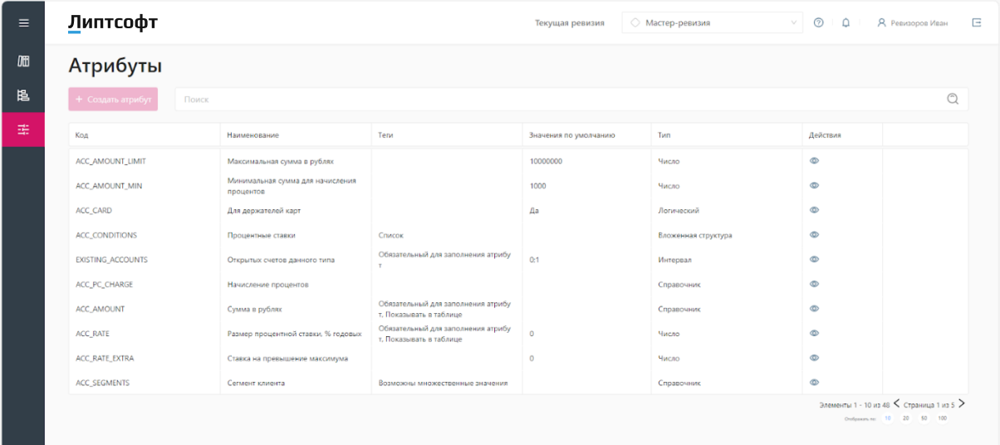 Липтсофт
Текущая ревизия
Мастер-ревизия
Ревизоров Иван
Атрибуты
+ Создать атрибут
Поиск
Код Наименование Теги Значения по умолчанию Тип Действия
ACC_AMOUNT_LIMIT Максимальная сумма в рублях 10000000 Число
ACC_AMOUNT_MIN Минимальная сумма для начисления
процентов 1000 Число
ACC_CARD Для держателей карт Да Логический
ACC_CONDITIONS Процентные ставки Список Вложенная структура
EXISTING_ACCOUNTS Открытых счетов данного типа Обязательный для заполнения атрибу
т 0:1 Интервал
ACC_PC_CHARGE Начисление процентов Справочник
ACC_AMOUNT Сумма в рублях Обязательный для заполнения атрибу
т, Показывать в таблице Справочник
ACC_RATE Размер процентной ставки, % годовых Обязательный для заполнения атрибу
т, Показывать в таблице 0 Число
ACC_RATE_EXTRA Ставка на превышение максимума 0 Число
ACC_SEGMENTS Сегмент клиента Возможны множественные значения Справочник
Элементы 1 - 10 из 48 Страница 1 из 5
Отображать по: 10 20 50 100